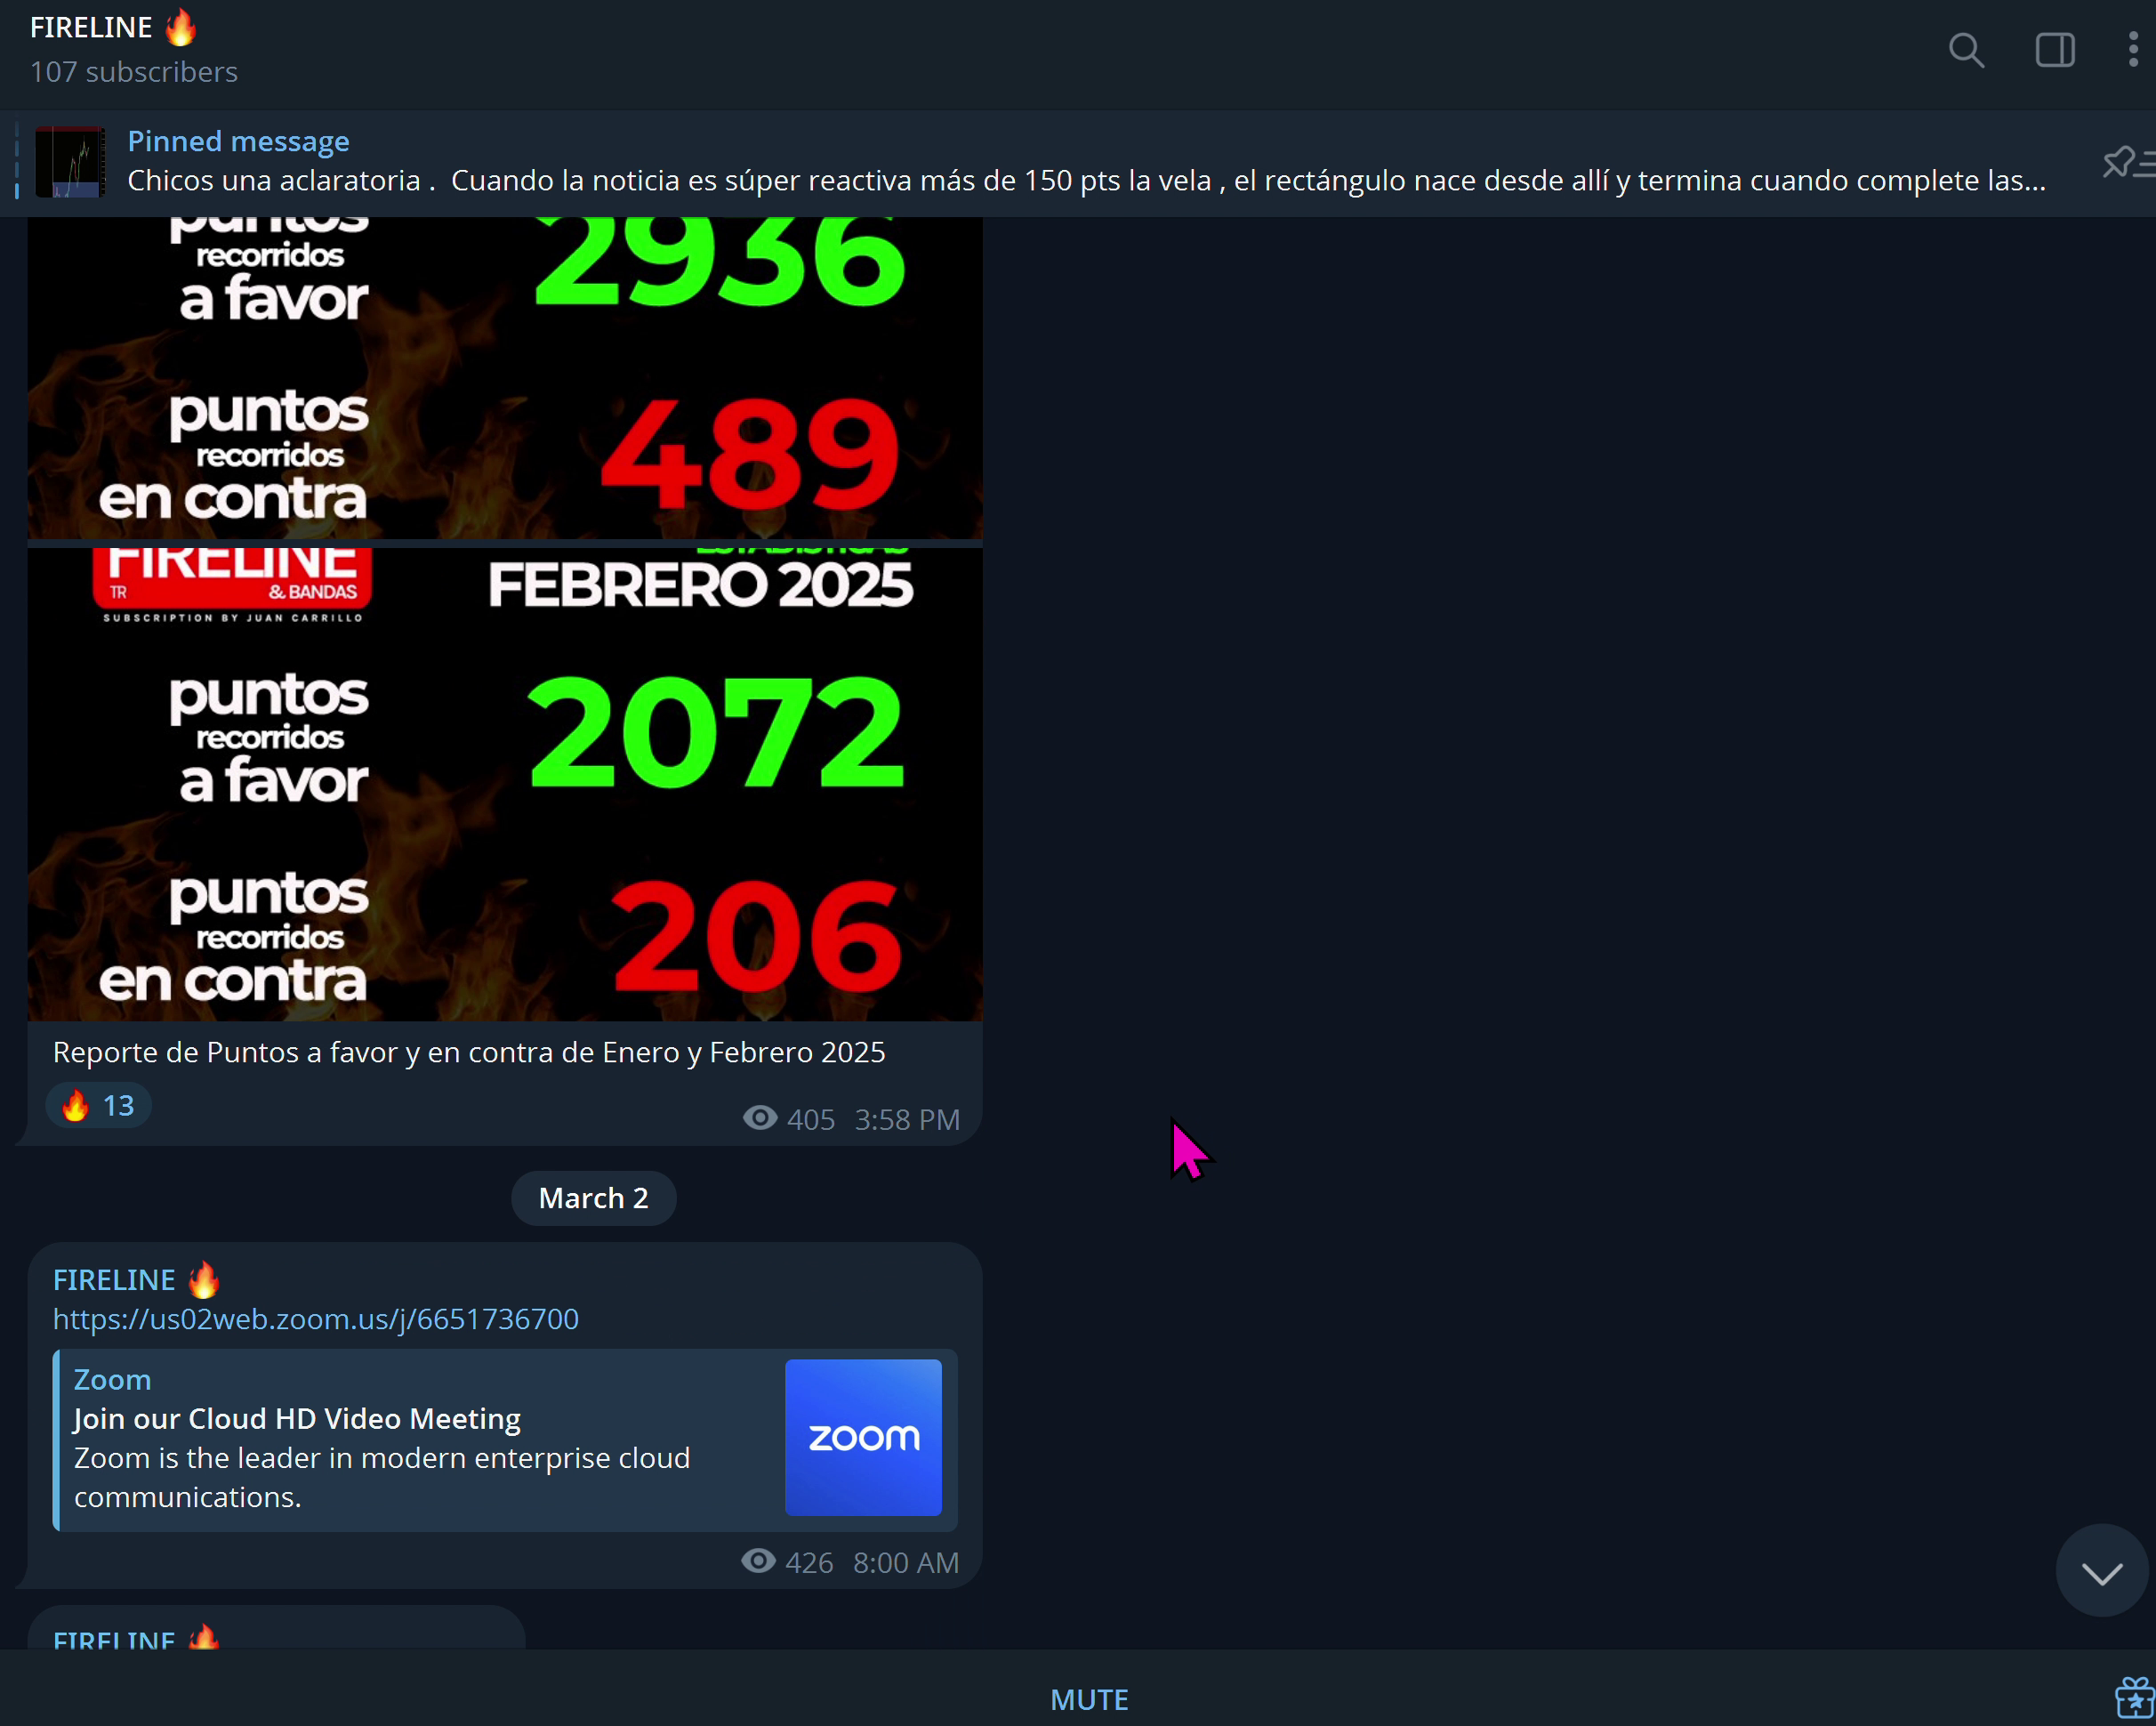 FIRELINE 🔥
107 subscribers
Pinned message
Chicos una aclaratoria .  Cuando la noticia es súper reactiva más de 150 pts la vela , el rectángulo nace desde allí y termina cuando complete las...
puntos
recorridos
a favor
2936
puntos
recorridos
en contra
489
FIRELINE
TR & BANDAS
SUBSCRIPTION BY JUAN CARRILLO
ESTADISTICAS
FEBRERO 2025
puntos
recorridos
a favor
2072
puntos
recorridos
en contra
206
Reporte de Puntos a favor y en contra de Enero y Febrero 2025
🔥 13
405 3:58 PM
March 2
FIRELINE 🔥
https://us02web.zoom.us/j/6651736700
Zoom
Join our Cloud HD Video Meeting
Zoom is the leader in modern enterprise cloud
communications.
zoom
426 8:00 AM
FIRELINE 🔥
MUTE